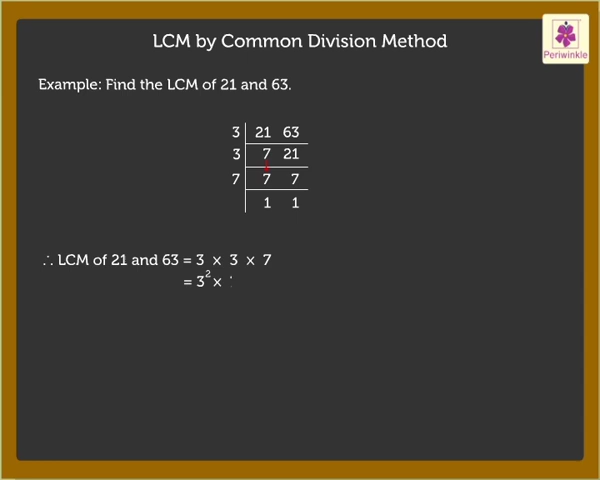 LCM by Common Division Method
Periwinkle
Example: Find the LCM of 21 and 63.
3 21 63
3 7 21
7 7 7
1 1
∴ LCM of 21 and 63 = 3 x 3 x 7
= 3² x